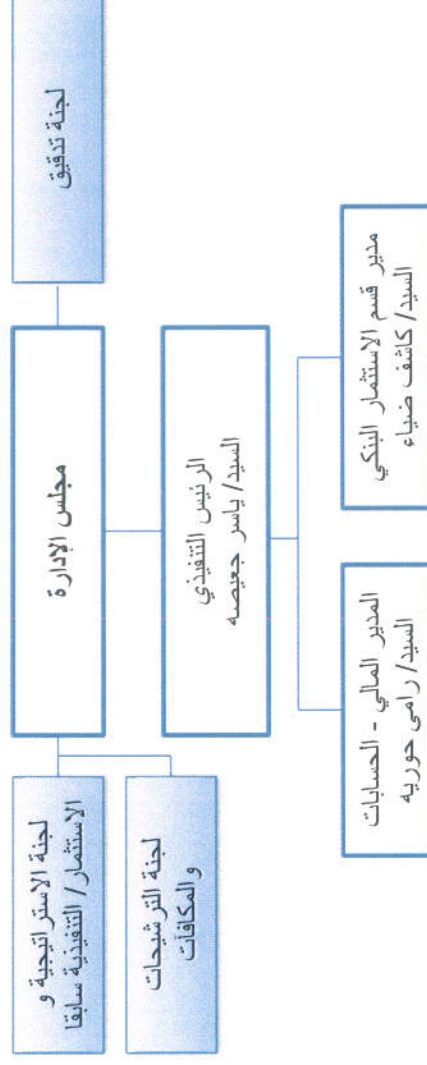 لجنة تدقيق
مجلس الإدارة
لجنة الاستراتيجية و
الاستثمار/ التنفيذية سابقا
لجنة الترشيحات
والمكافآت
الرئيس التنفيذي
السيد/ ياسر جعيصه
مدير قسم الاستثمار البنكي
السيد/ كاشف ضياء
المدير المالي - الحسابات
السيد/ رامي حوريه